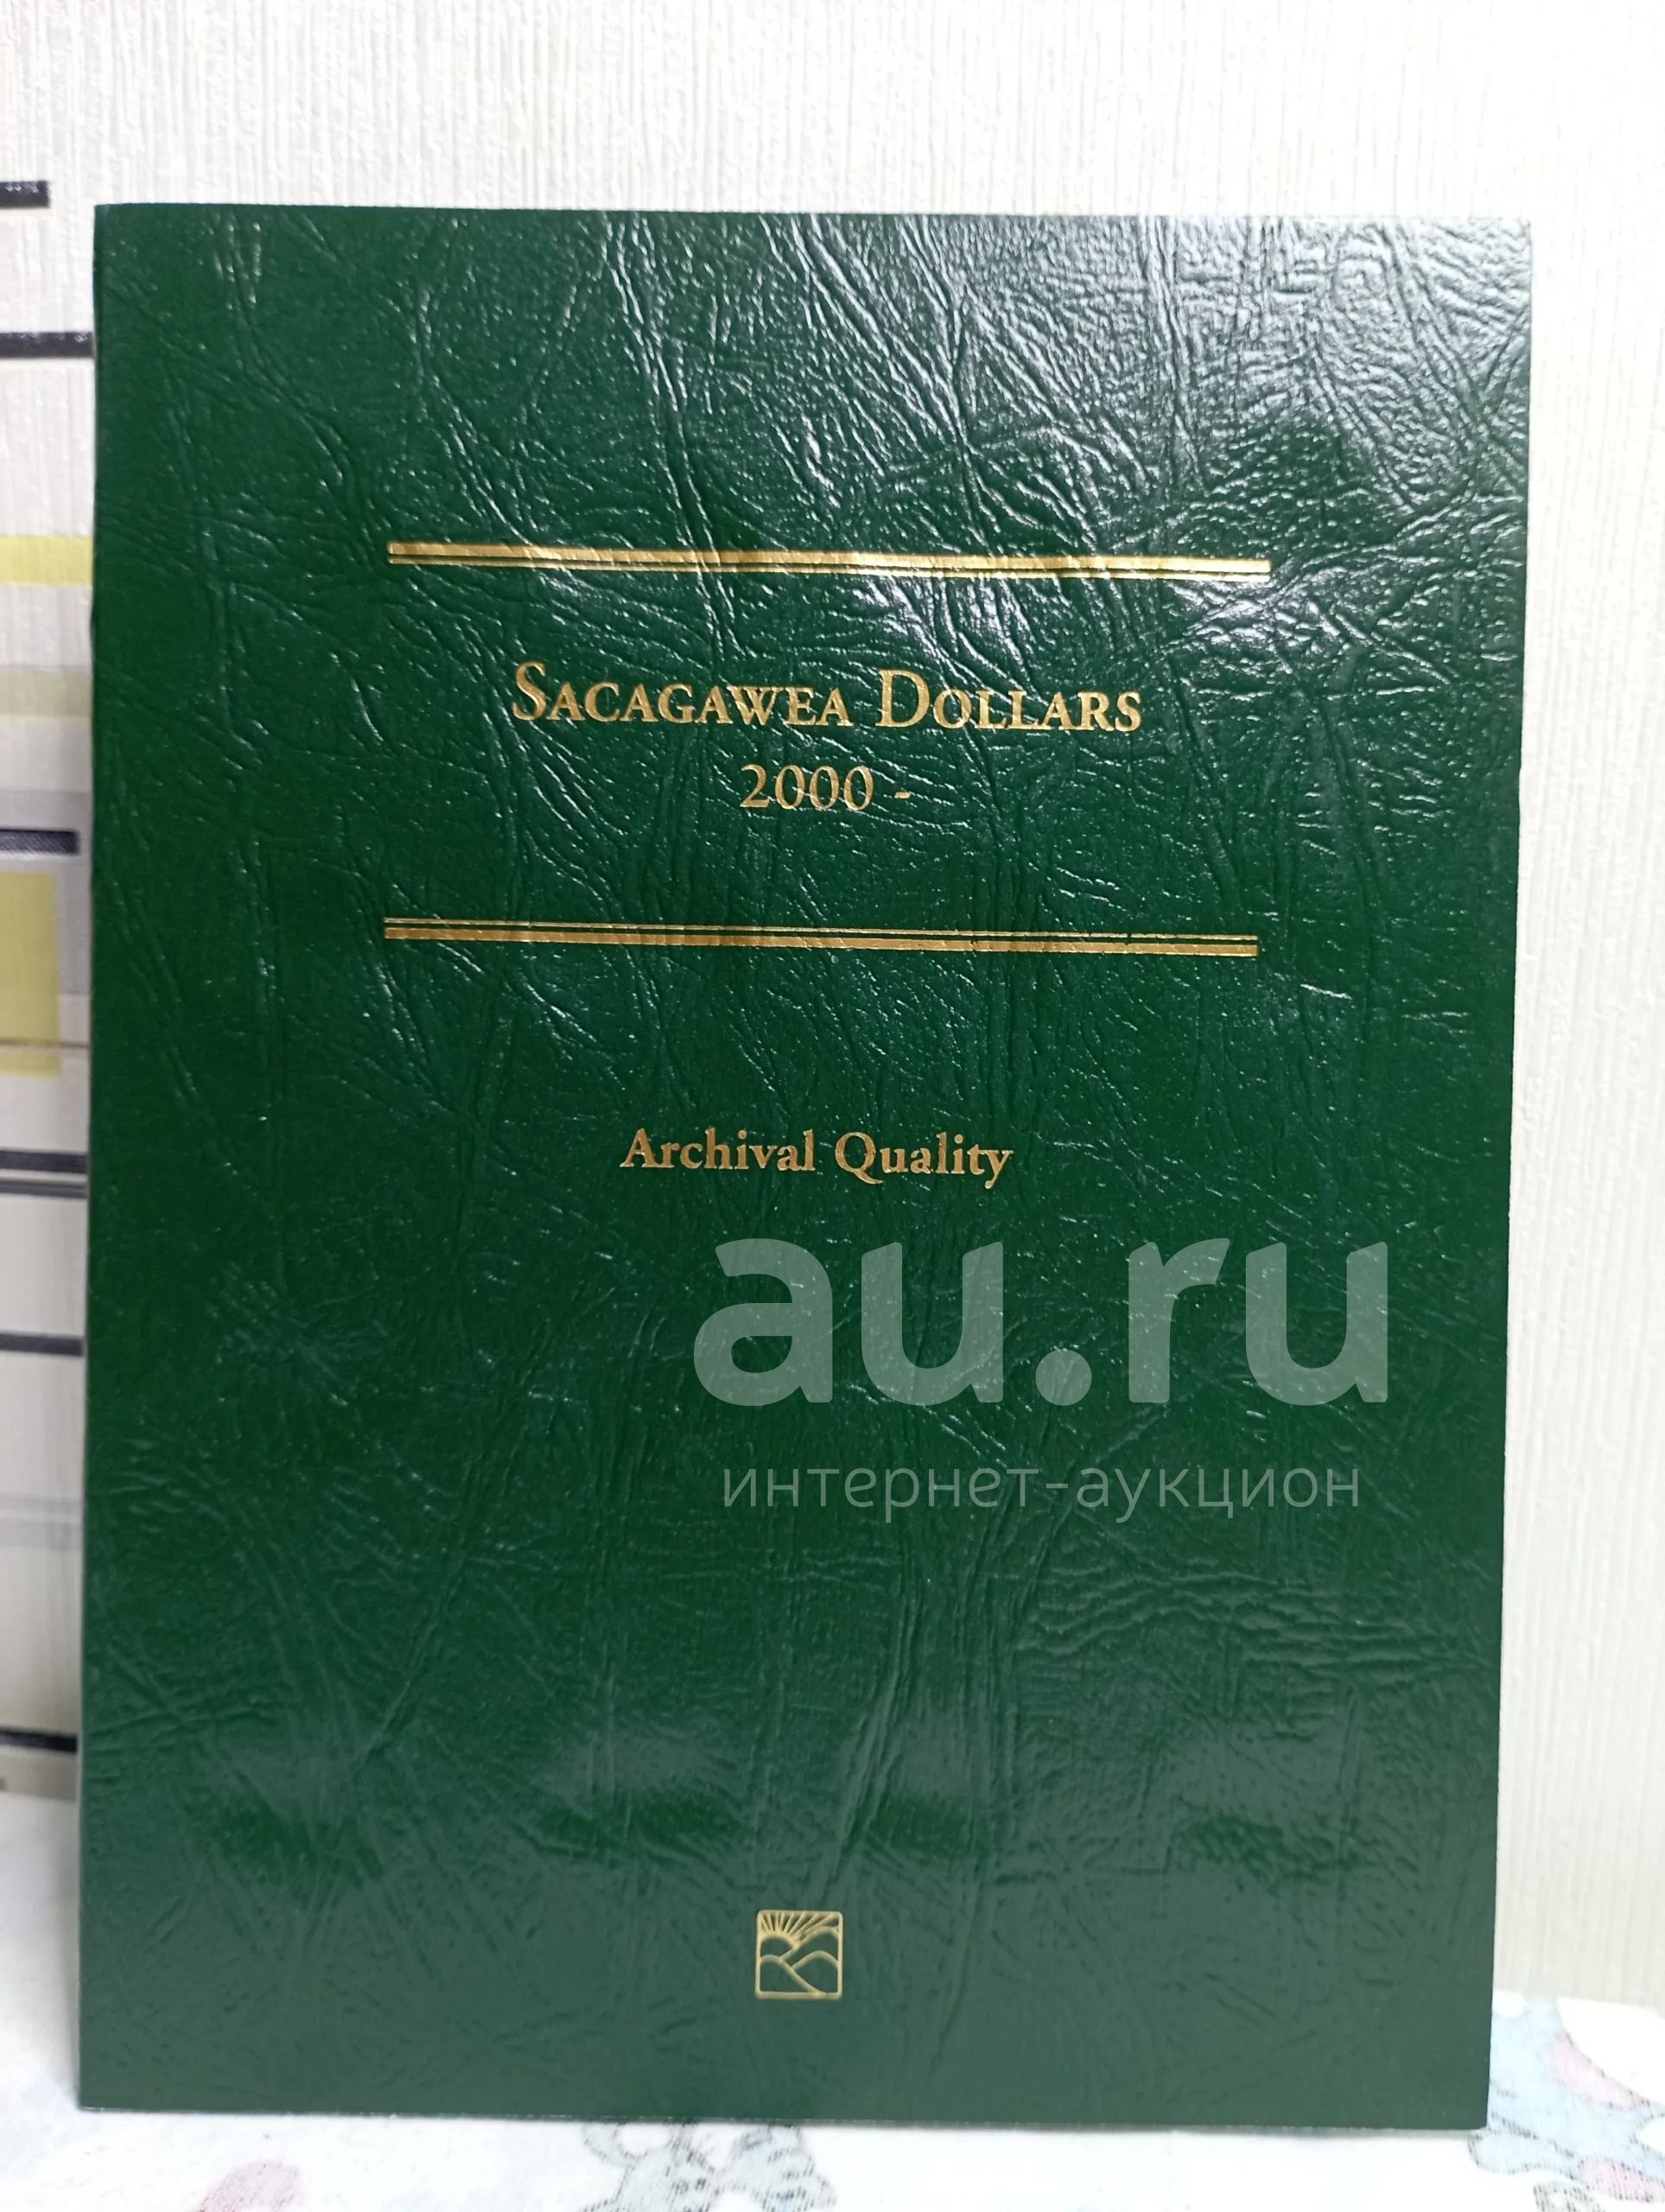 Sacagawea Dollars
2000 -
Archival Quality
au.ru
интернет-аукцион